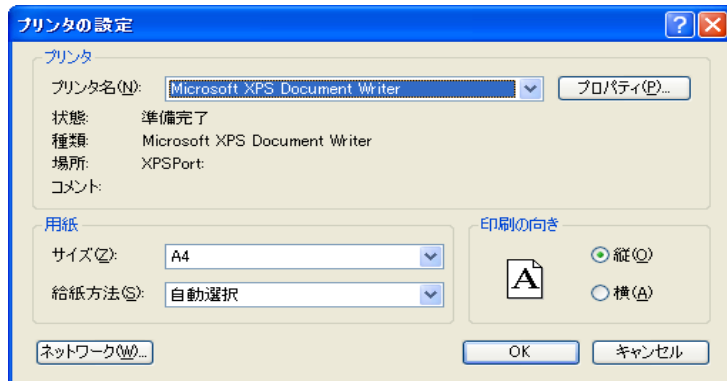 プリンタの設定
プリンタ
プリンタ名(N): Microsoft XPS Document Writer プロパティ(P)...
状態: 準備完了
種類: Microsoft XPS Document Writer
場所: XPSPort:
コメント:
用紙
サイズ(Z): A4
給紙方法(S): 自動選択
印刷の向き
A
縦(O)
横(A)
ネットワーク(W)... OK キャンセル